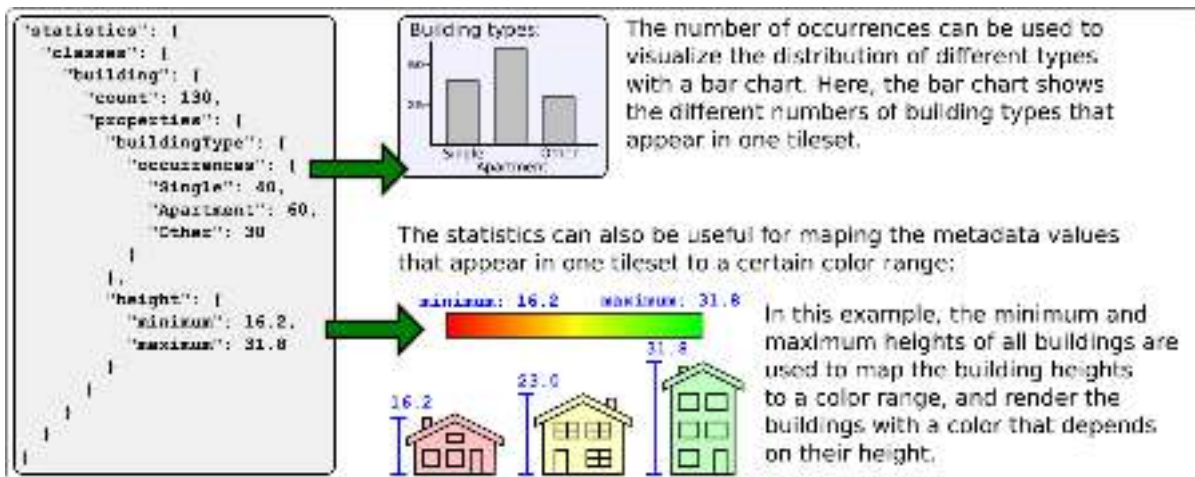 "statistics": {
"classes": {
"building": {
"count": 130,
"properties": {
"buildingType": {
"occurrences": {
"Single": 40,
"Apartment": 60,
"Other": 30
}
},
"height": {
"minimum": 16.2,
"maximum": 31.8
}
}
}
}
}
Building types:
Single
Other
Apartment
The number of occurrences can be used to
visualize the distribution of different types
with a bar chart. Here, the bar chart shows
the different numbers of building types that
appear in one tileset.
The statistics can also be useful for maping the metadata values
that appear in one tileset to a certain color range:
minimum: 16.2 maximum: 31.8
31.8
23.0
16.2
In this example, the minimum and
maximum heights of all buildings are
used to map the building heights
to a color range, and render the
buildings with a color that depends
on their height.